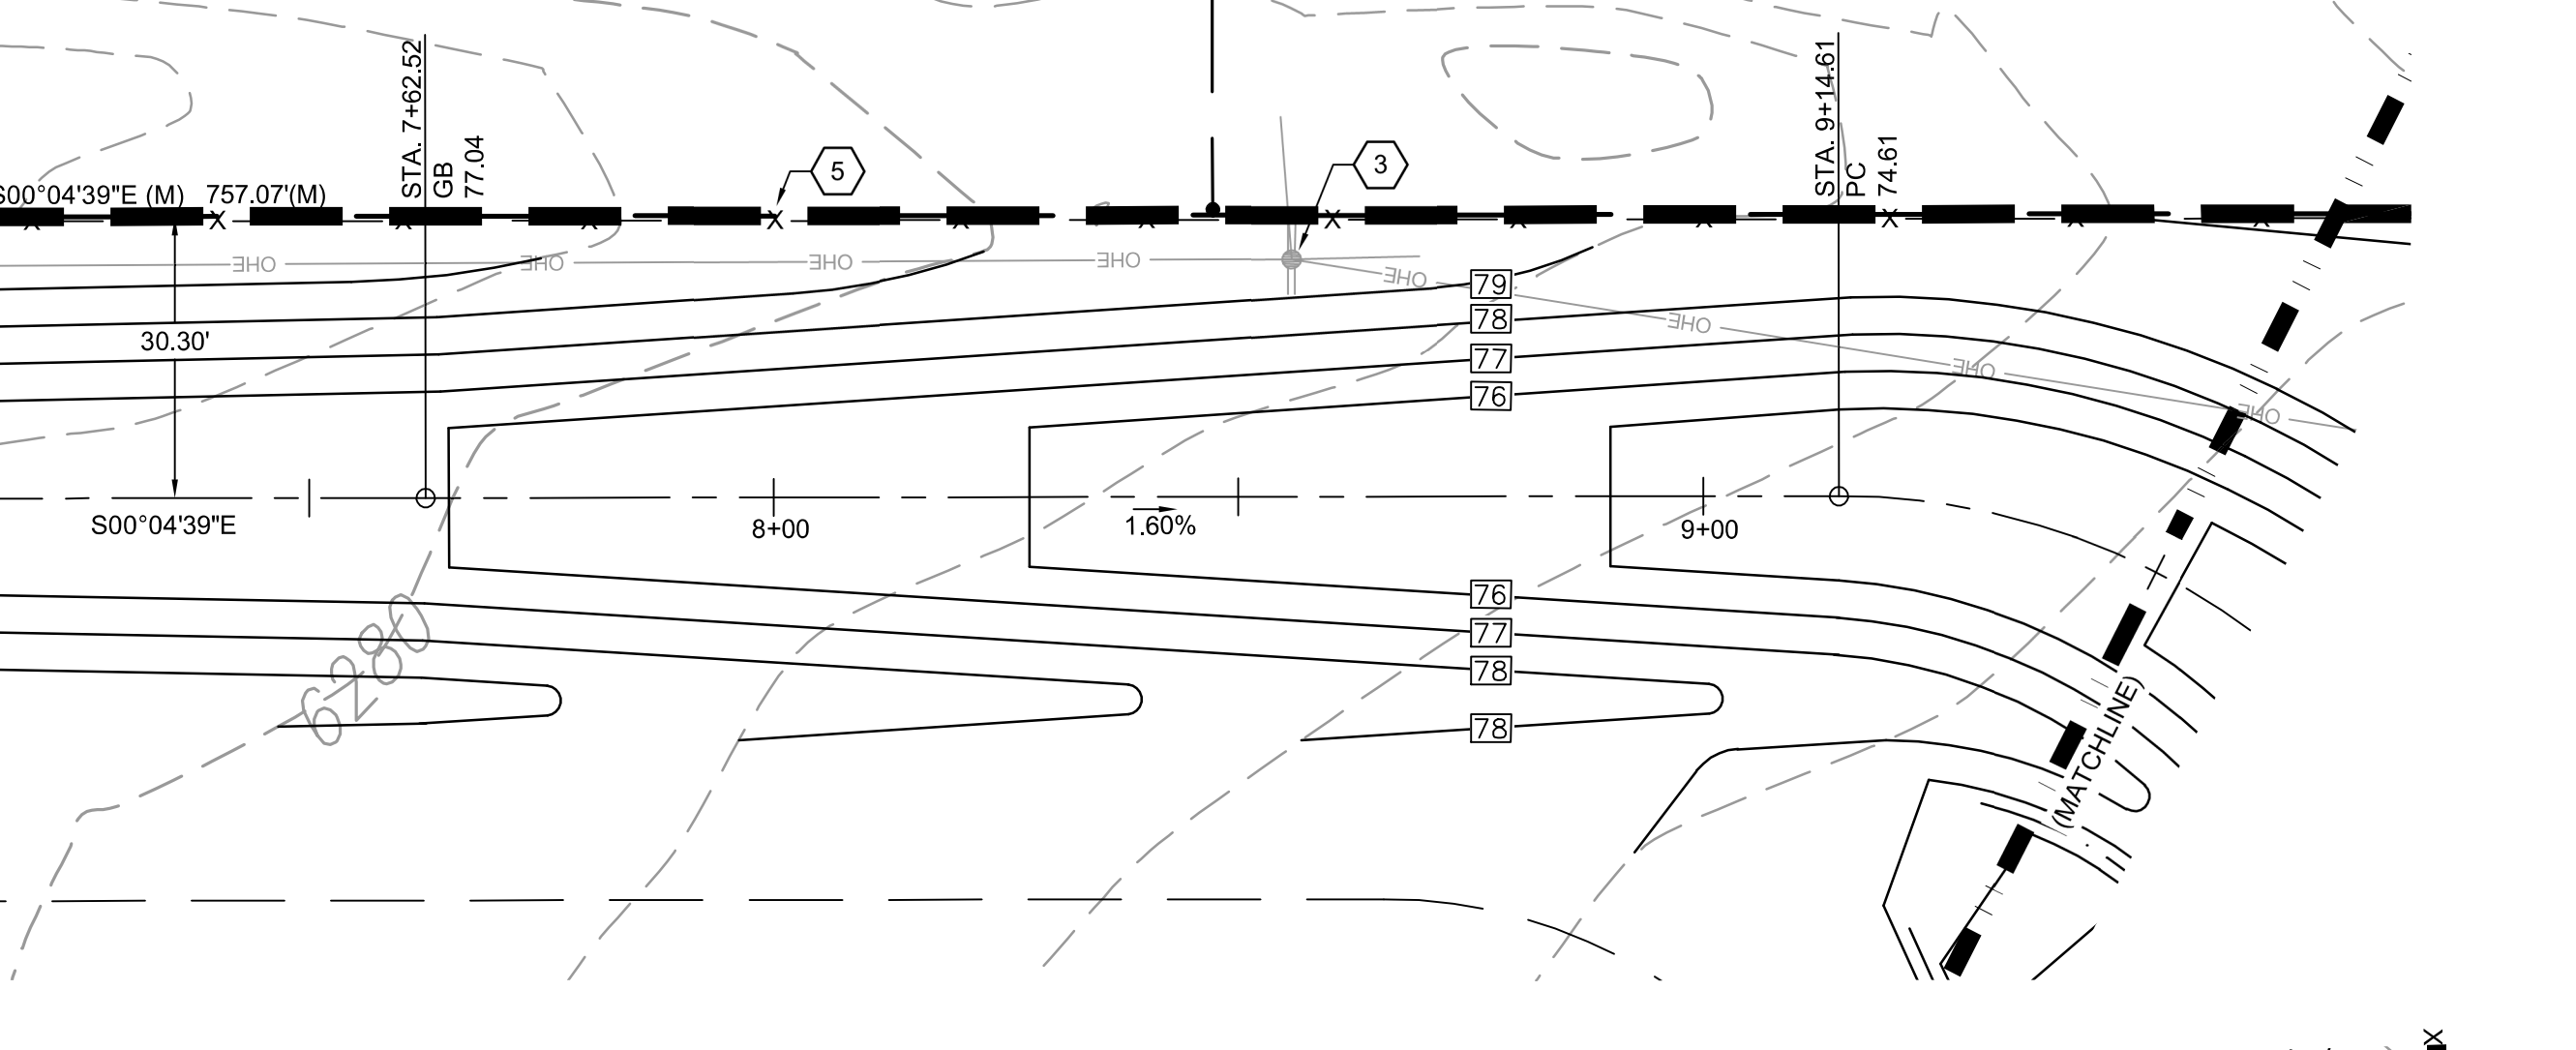 STA. 7+62.52
GB
77.04
STA. 9+14.61
PC
74.61
5
3
S00°04'39"E (M) 757.07'(M)
X X X X X X X X X X X X X
OHE OHE OHE OHE OHE OHE OHE OHE
30.30'
79
78
77
76
S00°04'39"E
8+00
1.60%
9+00
76
77
78
78
6280
(MATCHLINE)
X